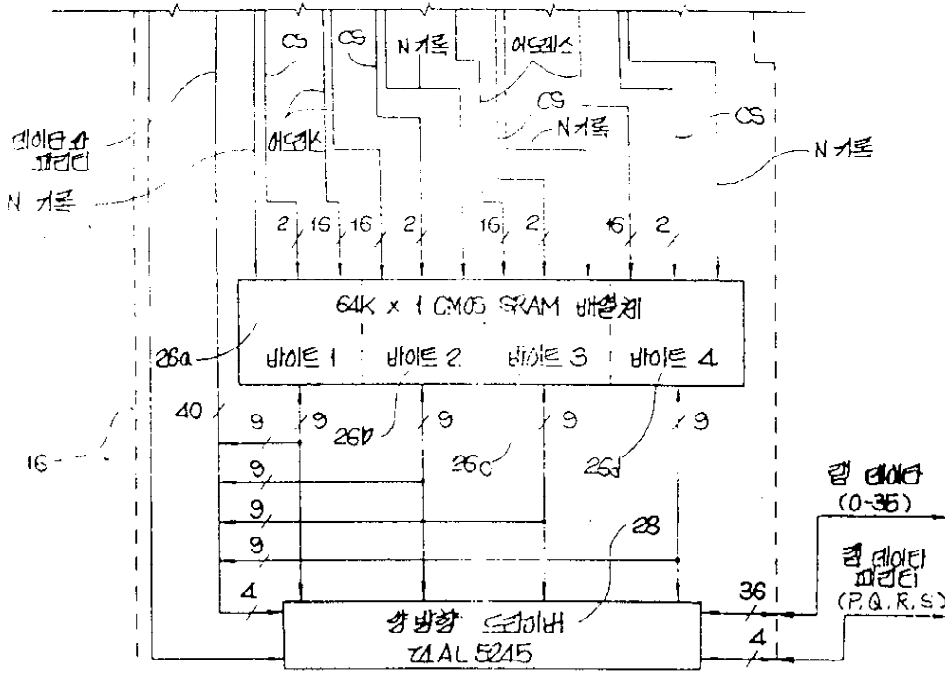 CS
CS
N 기록
어드레스
CS
CS
데이타와
패리티
어드레스
N 기록
N 기록
N 기록
2 16 16 2 16 2 16 2
64K × 1 CMOS SRAM 배열체
바이트 1 바이트 2 바이트 3 바이트 4
26a
40 9 9 9 9 9
26b 26c 26d
16
9
9
9
28
4
쌍방향 드라이버
74AL 5245
36
4
램 데이타
(0-35)
램 데이타
패리티
(P.Q.R.S)